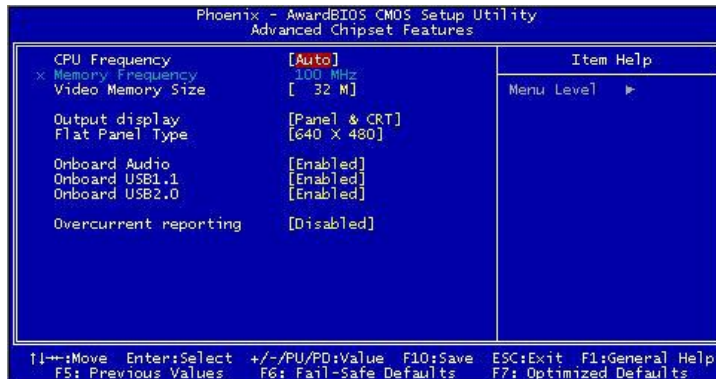 Phoenix - AwardBIOS CMOS Setup Utility
Advanced Chipset Features
CPU Frequency [Auto]
x Memory Frequency 100 MHz
Video Memory Size [ 32 M]
Output display [Panel & CRT]
Flat Panel Type [640 X 480]
Onboard Audio [Enabled]
Onboard USB1.1 [Enabled]
Onboard USB2.0 [Enabled]
Overcurrent reporting [Disabled]
Item Help
Menu Level ▶
↑↓→←:Move Enter:Select +/-/PU/PD:Value F10:Save ESC:Exit F1:General Help
F5: Previous Values F6: Fail-Safe Defaults F7: Optimized Defaults